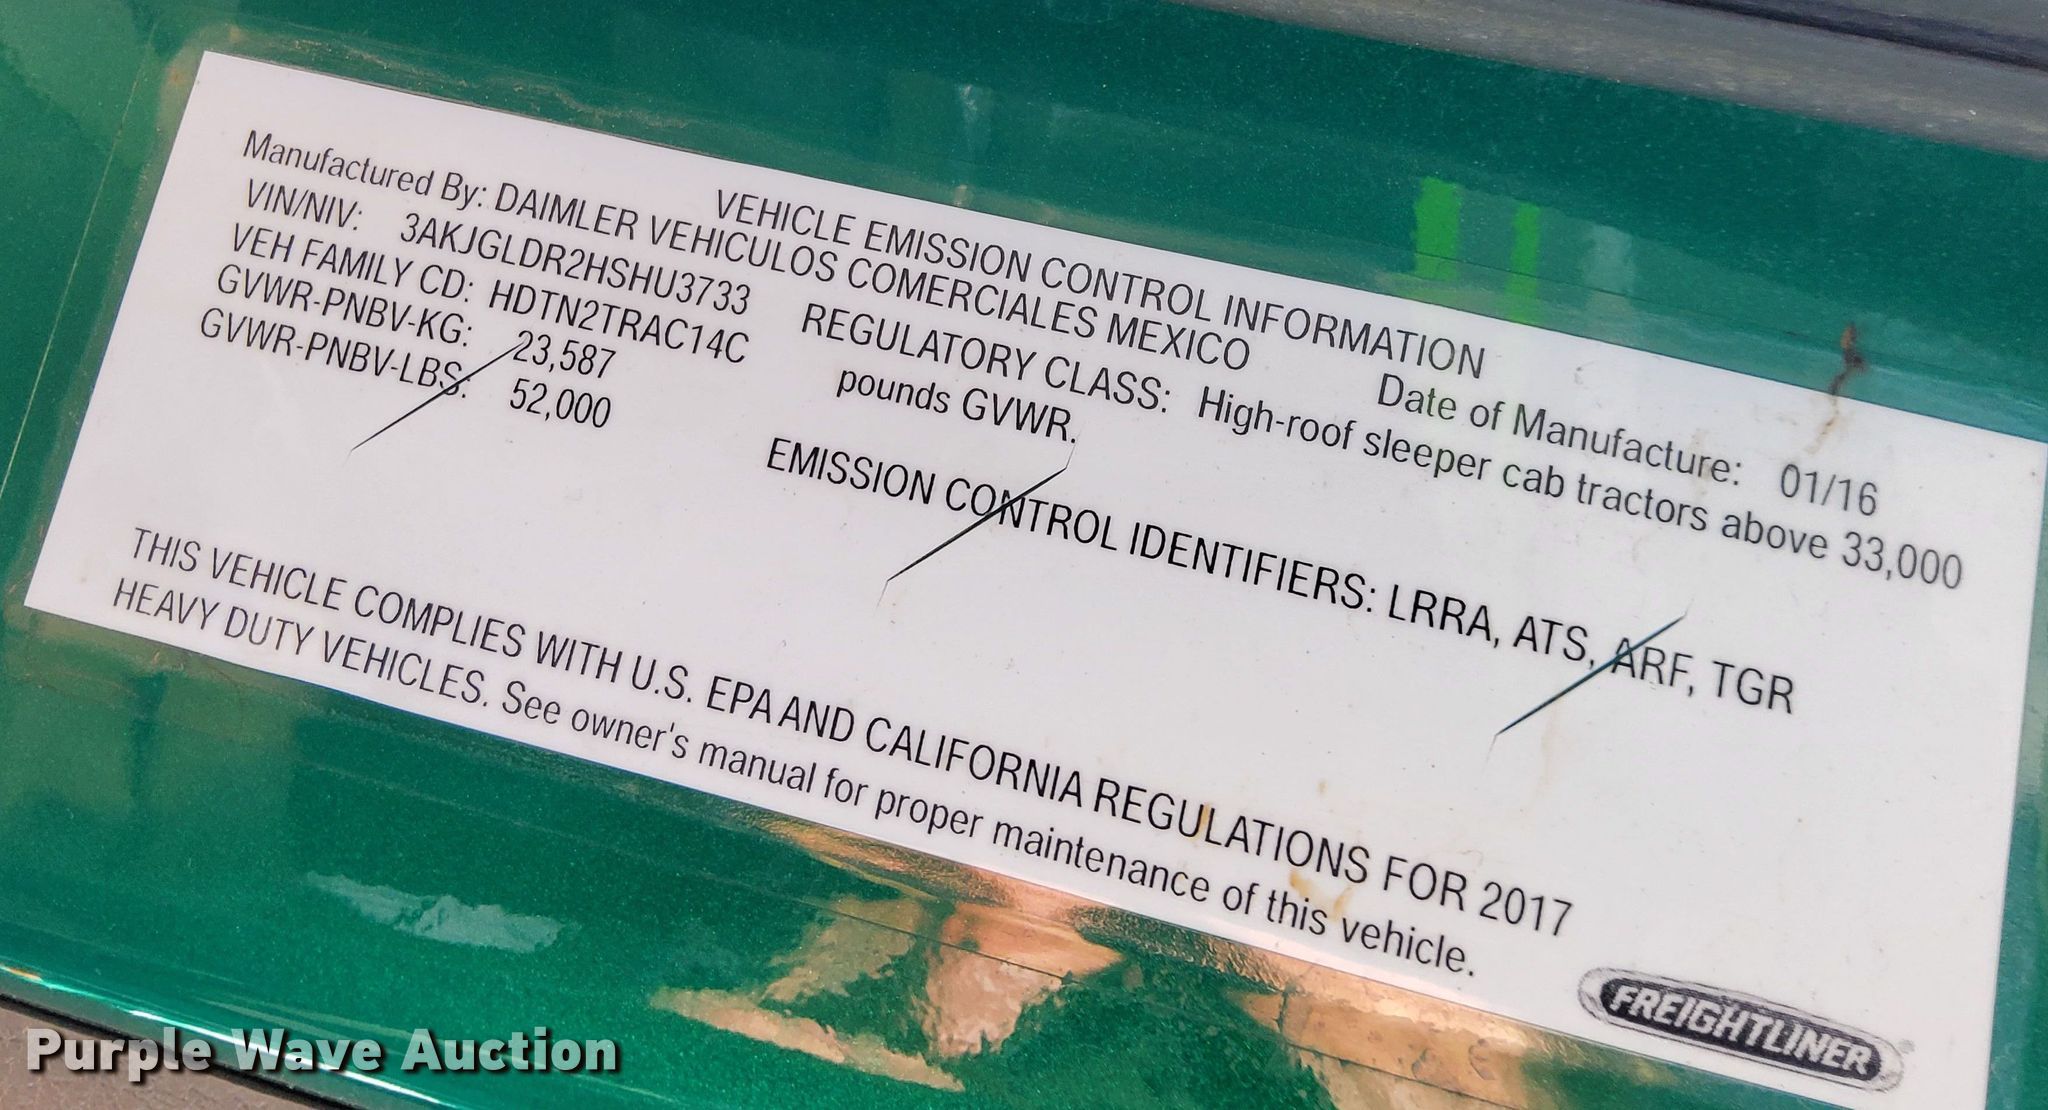 VEHICLE EMISSION CONTROL INFORMATION
Manufactured By: DAIMLER VEHICULOS COMERCIALES MEXICO Date of Manufacture: 01/16
VIN/NIV: 3AKJGLDR2HSHU3733 REGULATORY CLASS: High-roof sleeper cab tractors above 33,000
VEH FAMILY CD: HDTN2TRAC14C pounds GVWR.
GVWR-PNBV-KG: 23,587
GVWR-PNBV-LBS: 52,000 EMISSION CONTROL IDENTIFIERS: LRRA, ATS, ARF, TGR
THIS VEHICLE COMPLIES WITH U.S. EPA AND CALIFORNIA REGULATIONS FOR 2017
HEAVY DUTY VEHICLES. See owner's manual for proper maintenance of this vehicle.
FREIGHTLINER
Purple Wave Auction